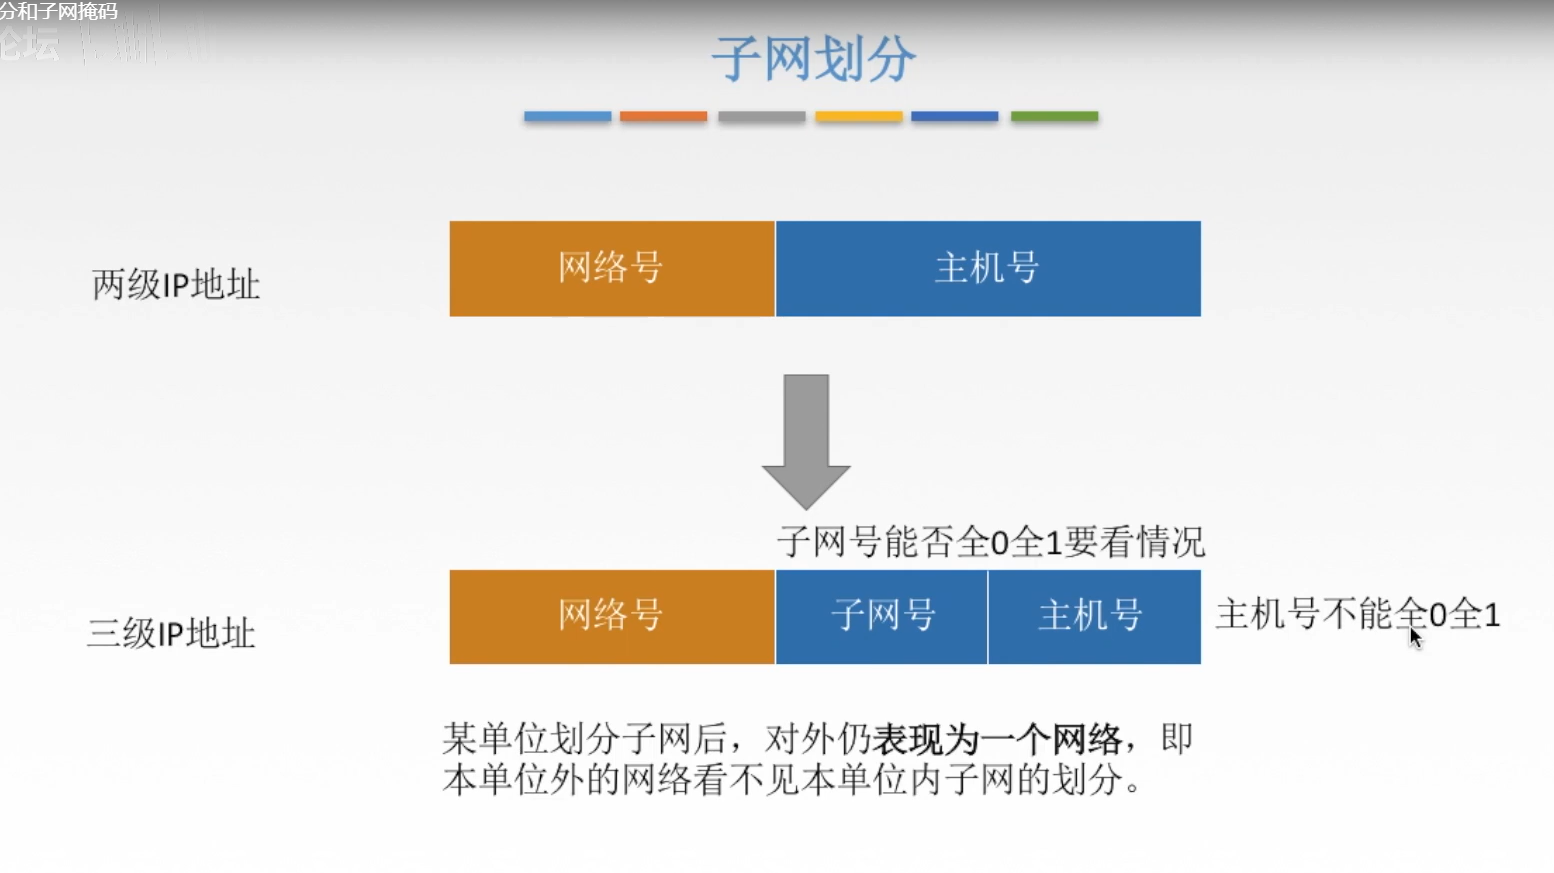 分和子网掩码
论坛
子网划分
两级IP地址
网络号
主机号
子网号能否全0全1要看情况
三级IP地址
网络号
子网号
主机号
主机号不能全0全1
某单位划分子网后，对外仍表现为一个网络，即
本单位外的网络看不见本单位内子网的划分。